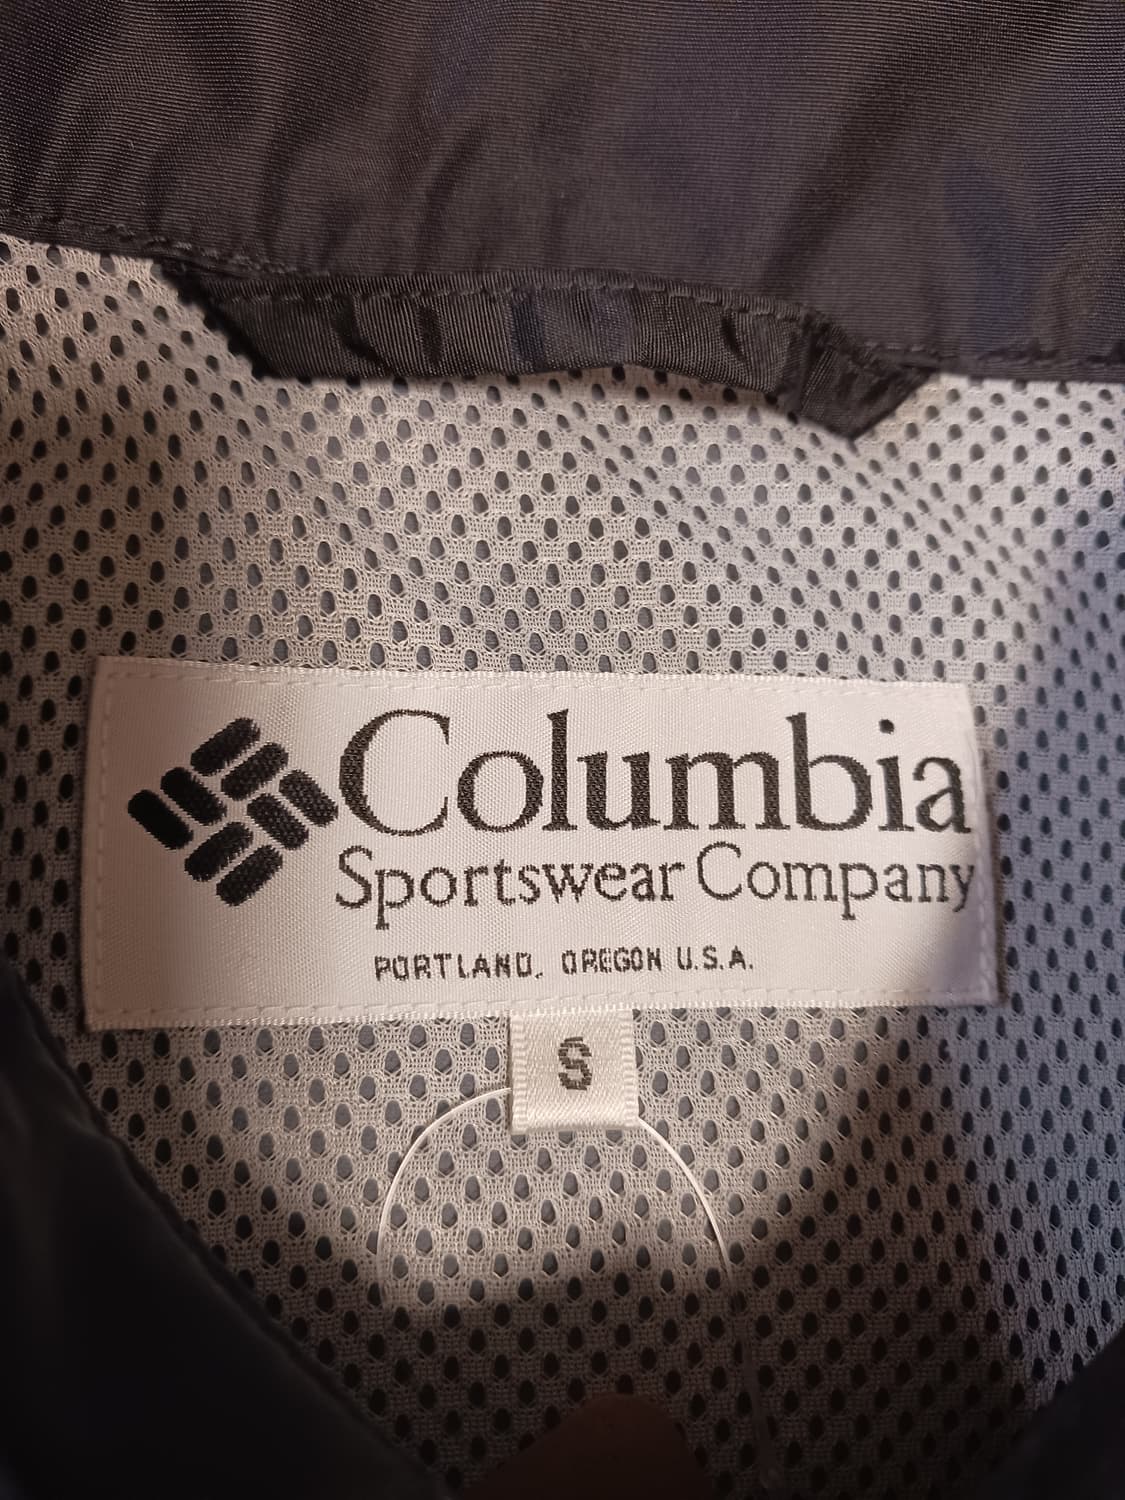 Columbia
Sportswear Company
PORTLAND, OREGON U.S.A.
S